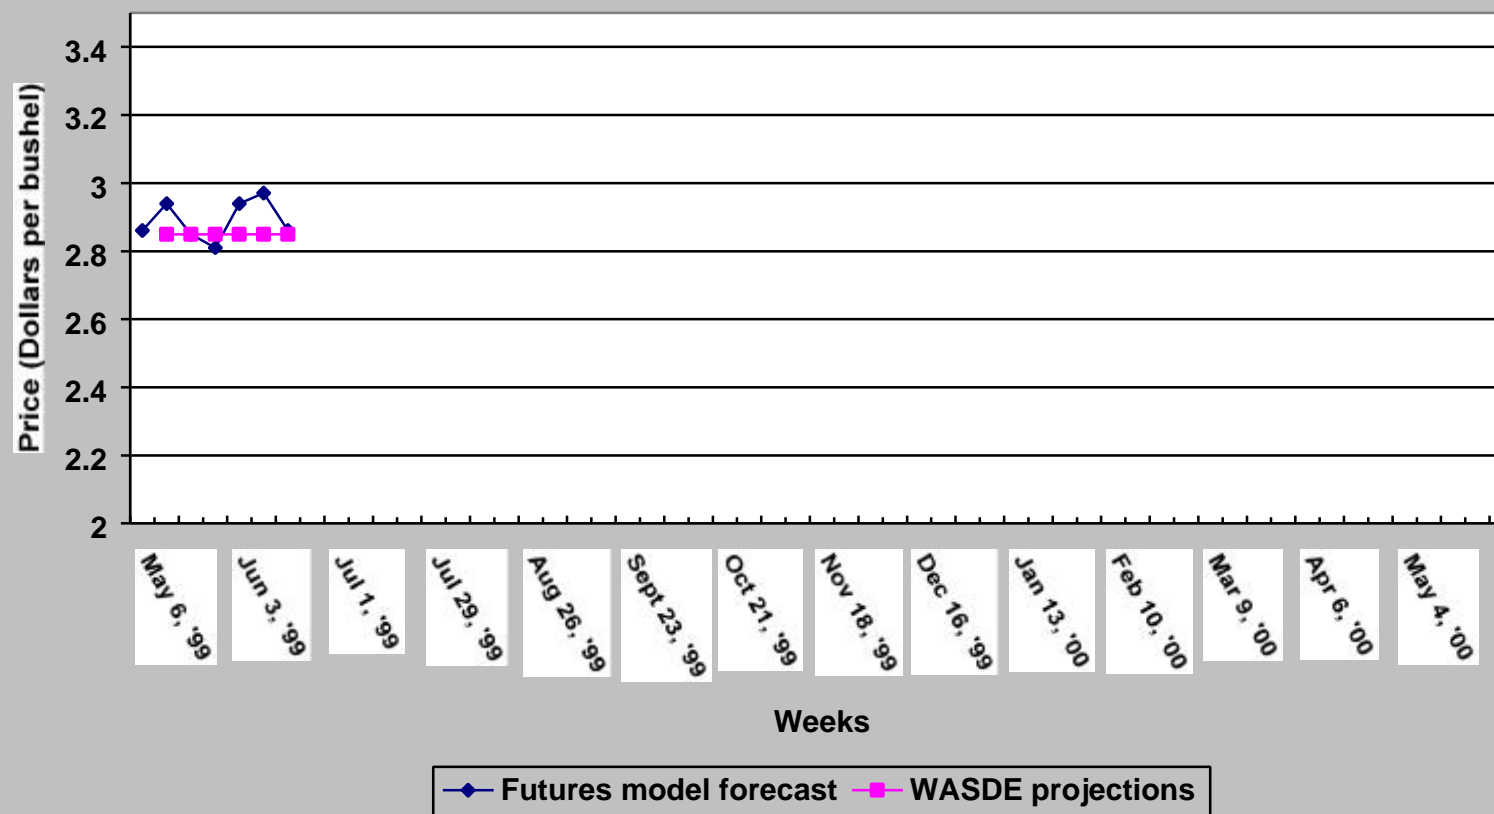 Price (Dollars per bushel)
3.4
3.2
3
2.8
2.6
2.4
2.2
2
May 6, '99
Jun 3, '99
Jul 1, '99
Jul 29, '99
Aug 26, '99
Sept 23, '99
Oct 21, '99
Nov 18, '99
Dec 16, '99
Jan 13, '00
Feb 10, '00
Mar 9, '00
Apr 6, '00
May 4, '00
Weeks
Futures model forecast WASDE projections